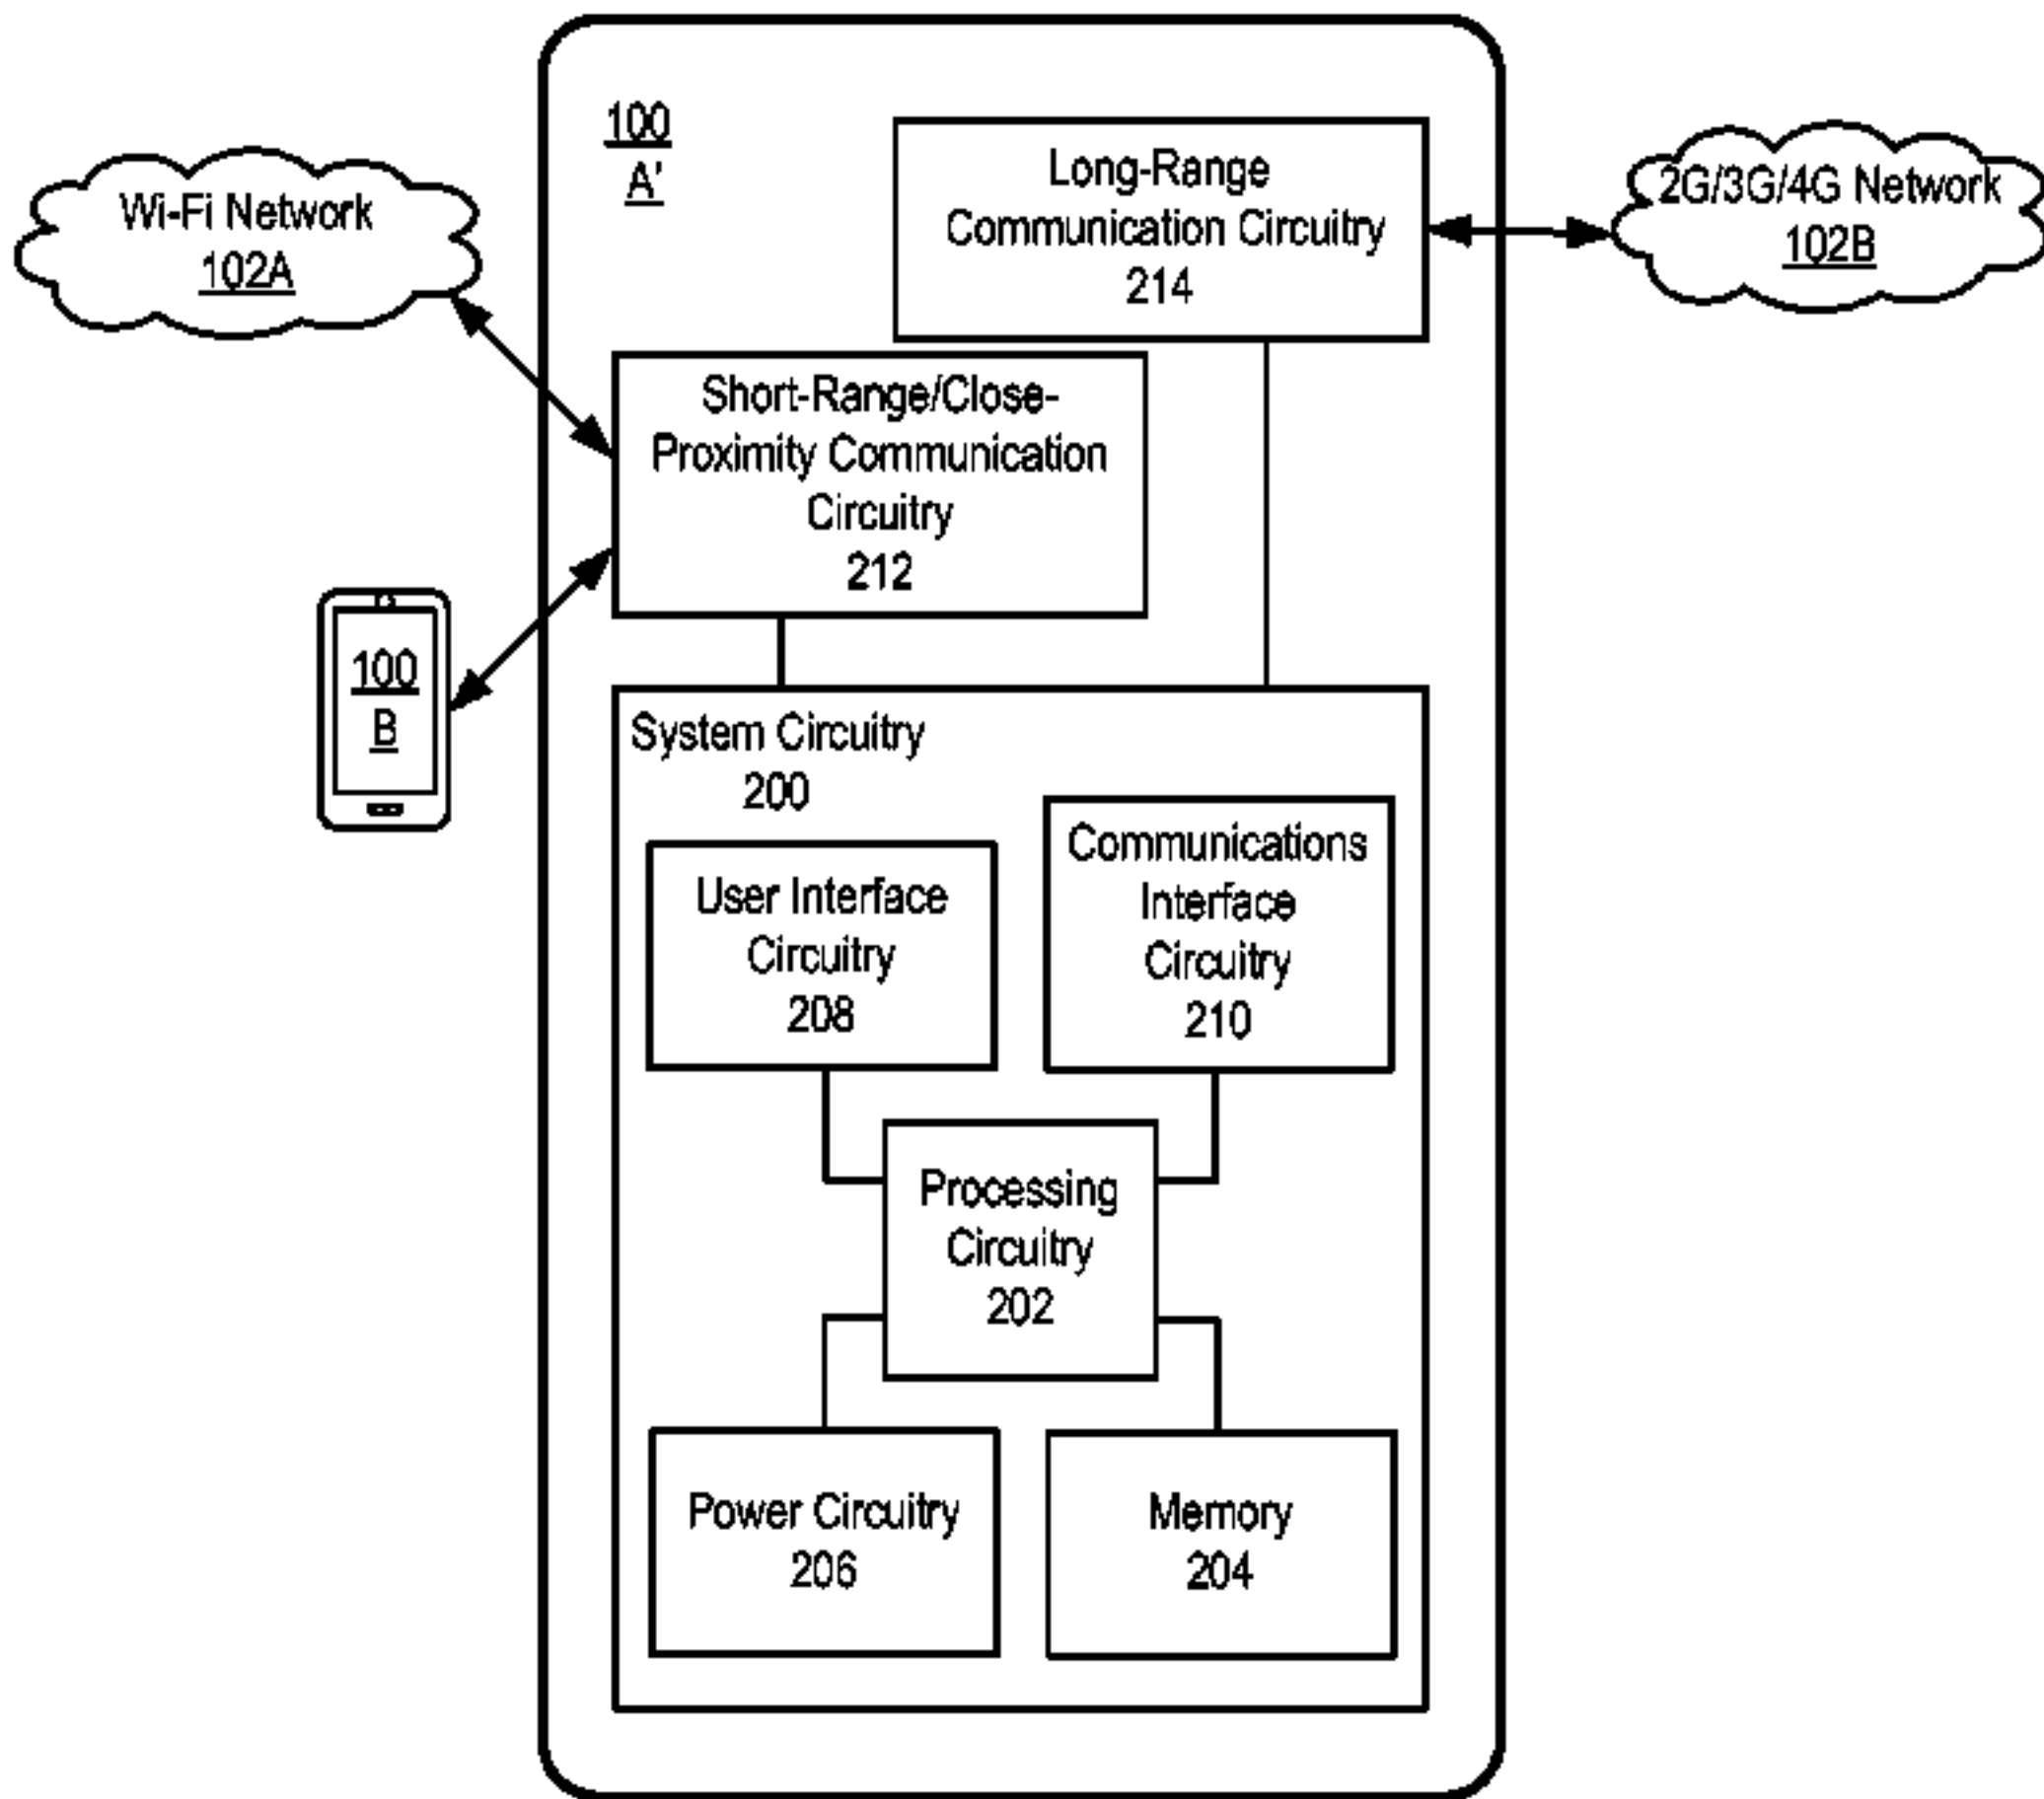 100
A'
Long-Range
Communication Circuitry
214
Wi-Fi Network
102A
2G/3G/4G Network
102B
Short-Range/Close-
Proximity Communication
Circuitry
212
100
B
System Circuitry
200
User Interface
Circuitry
208
Communications
Interface
Circuitry
210
Processing
Circuitry
202
Power Circuitry
206
Memory
204